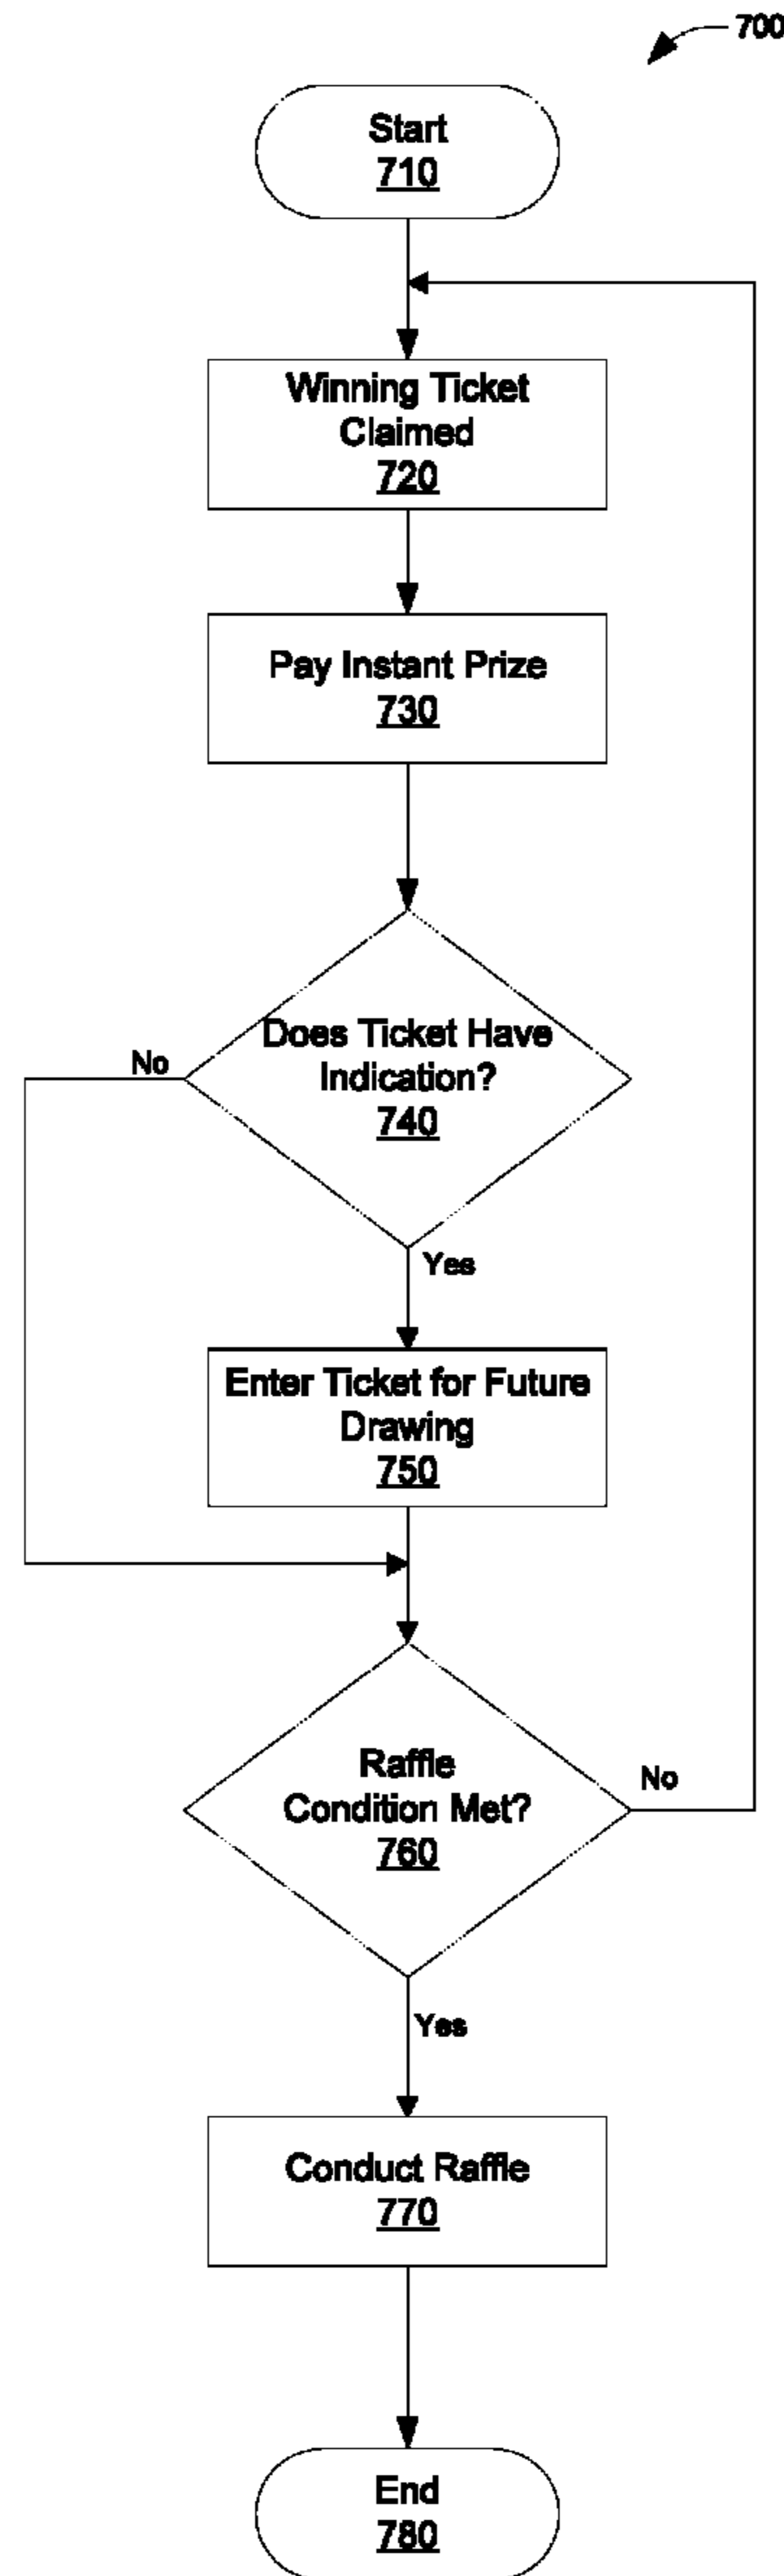 700
Start
710
Winning Ticket
Claimed
720
Pay Instant Prize
730
Does Ticket Have
Indication?
740
No
Yes
Enter Ticket for Future
Drawing
750
Raffle
Condition Met?
760
No
Yes
Conduct Raffle
770
End
780